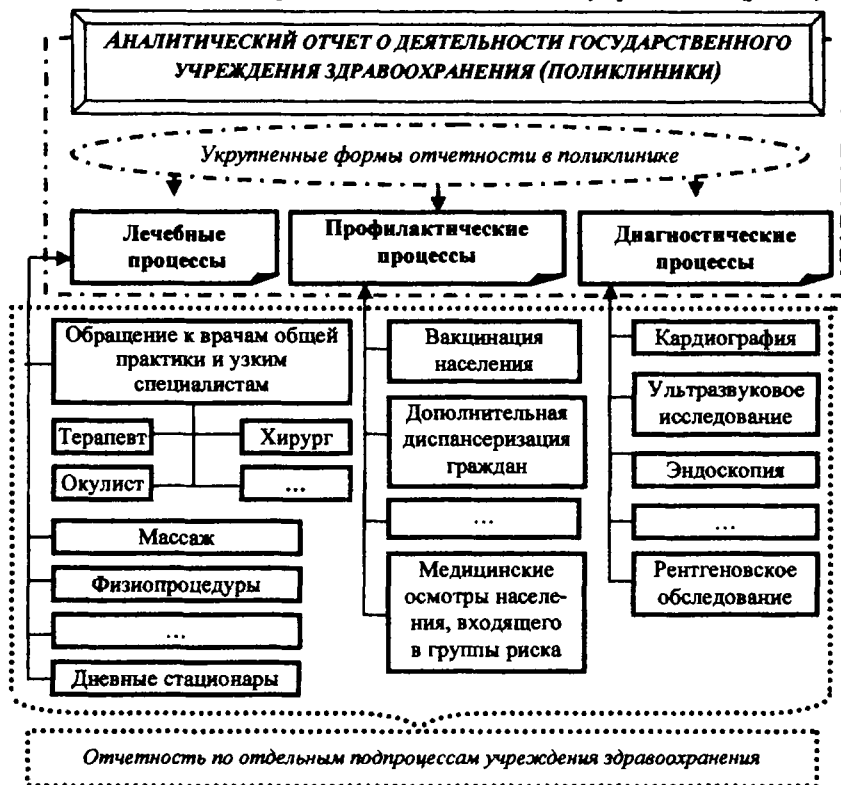 АНАЛИТИЧЕСКИЙ ОТЧЕТ О ДЕЯТЕЛЬНОСТИ ГОСУДАРСТВЕННОГО
УЧРЕЖДЕНИЯ ЗДРАВООХРАНЕНИЯ (ПОЛИКЛИНИКИ)
Укрупненные формы отчетности в поликлинике
Лечебные
процессы
Профилактические
процессы
Диагностические
процессы
Обращение к врачам общей
практики и узким
специалистам
Терапевт
Хирург
Окулист
...
Массаж
Физиопроцедуры
...
Дневные стационары
Вакцинация
населения
Дополнительная
диспансеризация
граждан
...
Медицинские
осмотры населе-
ния, входящего
в группы риска
Кардиография
Ультразвуковое
исследование
Эндоскопия
...
Рентгеновское
обследование
Отчетность по отдельным подпроцессам учреждения здравоохранения